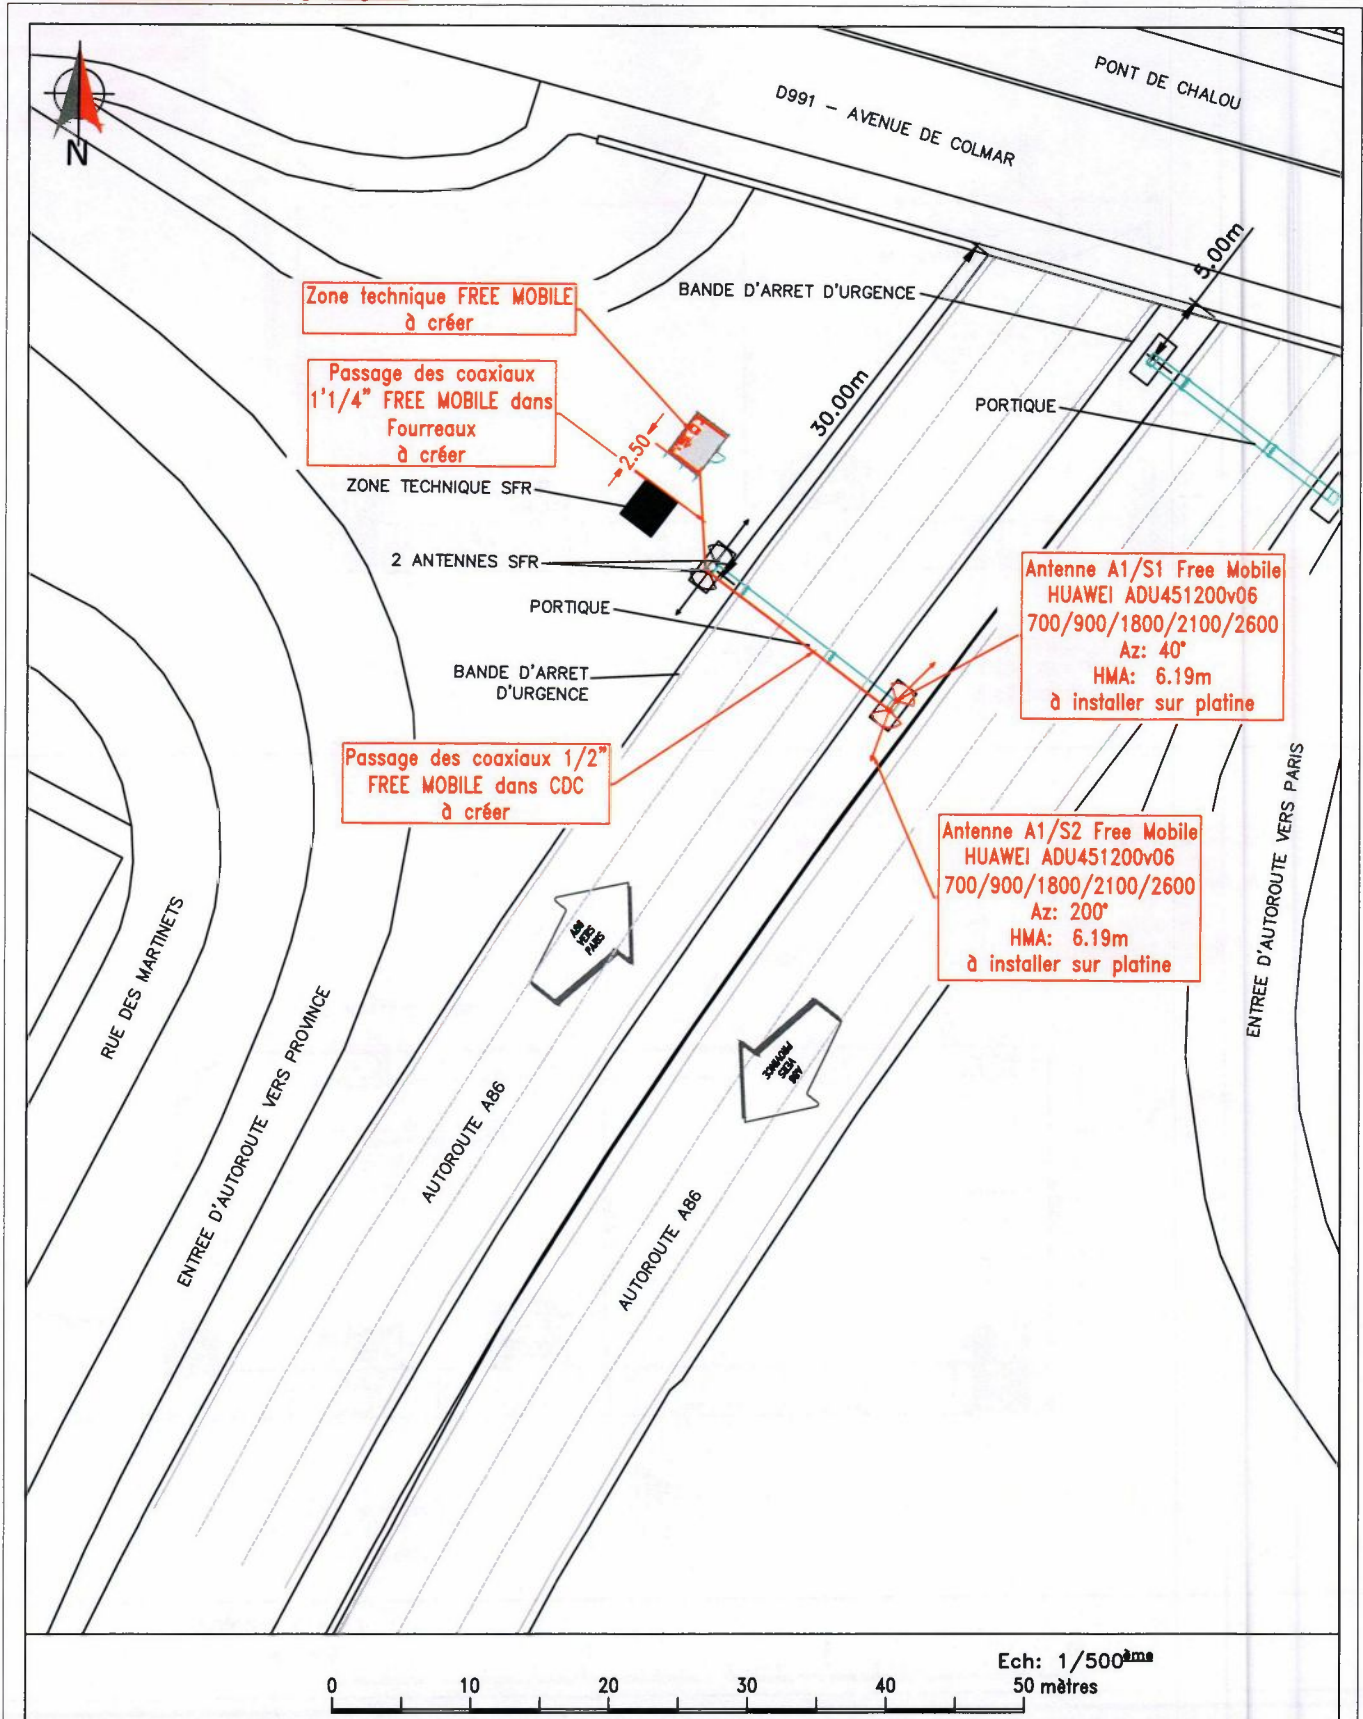 PONT DE CHALOU
D991 - AVENUE DE COLMAR
N
5.00m
BANDE D'ARRET D'URGENCE
Zone technique FREE MOBILE
à créer
30.00m
Passage des coaxiaux
1'1/4" FREE MOBILE dans
Fourreaux
à créer
2.50
PORTIQUE
ZONE TECHNIQUE SFR
2 ANTENNES SFR
PORTIQUE
BANDE D'ARRET
D'URGENCE
Antenne A1/S1 Free Mobile
HUAWEI ADU451200v06
700/900/1800/2100/2600
Az: 40°
HMA: 6.19m
à installer sur platine
Passage des coaxiaux 1/2"
FREE MOBILE dans CDC
à créer
Antenne A1/S2 Free Mobile
HUAWEI ADU451200v06
700/900/1800/2100/2600
Az: 200°
HMA: 6.19m
à installer sur platine
ENTREE D'AUTOROUTE VERS PARIS
A86
VERS
PARIS
RUE DES MARTINETS
ENTREE D'AUTOROUTE VERS PROVINCE
A86
VERS
PROVINCE
AUTOROUTE A86
AUTOROUTE A86
Ech: 1/500ème
0 10 20 30 40 50 mètres